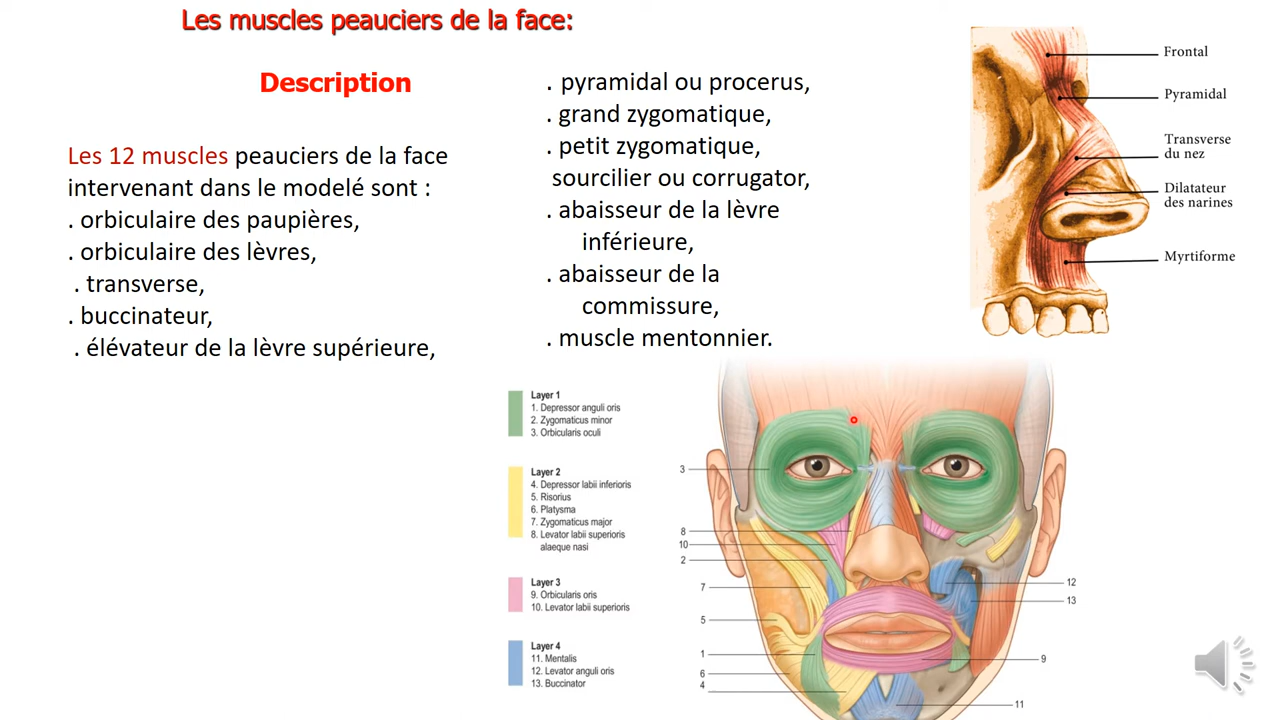 Les muscles peauciers de la face:
Description
Les 12 muscles peauciers de la face
intervenant dans le modelé sont :
. orbiculaire des paupières,
. orbiculaire des lèvres,
. transverse,
. buccinateur,
. élévateur de la lèvre supérieure,
. pyramidal ou procerus,
. grand zygomatique,
. petit zygomatique,
sourcilier ou corrugator,
. abaisseur de la lèvre
inférieure,
. abaisseur de la
commissure,
. muscle mentonnier.
Frontal
Pyramidal
Transverse
du nez
Dilatateur
des narines
Myrtiforme
Layer 1
1. Depressor anguli oris
2. Zygomaticus minor
3. Orbicularis oculi
Layer 2
4. Depressor labii inferioris
5. Risorius
6. Platysma
7. Zygomaticus major
8. Levator labii superioris
alaeque nasi
Layer 3
9. Orbicularis oris
10. Levator labii superioris
Layer 4
11. Mentalis
12. Levator anguli oris
13. Buccinator
3
8
10
2
7
5
1
6
4
12
13
9
11